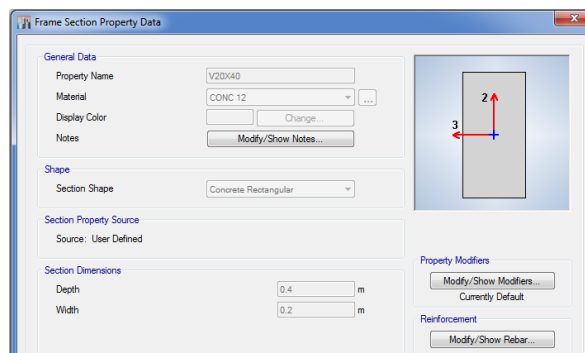 Frame Section Property Data
General Data
Property Name V20X40
Material CONC 12 ...
Display Color Change...
Notes Modify/Show Notes...
Shape
Section Shape Concrete Rectangular
Section Property Source
Source: User Defined
Section Dimensions
Depth 0.4 m
Width 0.2 m
2
3
Property Modifiers
Modify/Show Modifiers...
Currently Default
Reinforcement
Modify/Show Rebar...